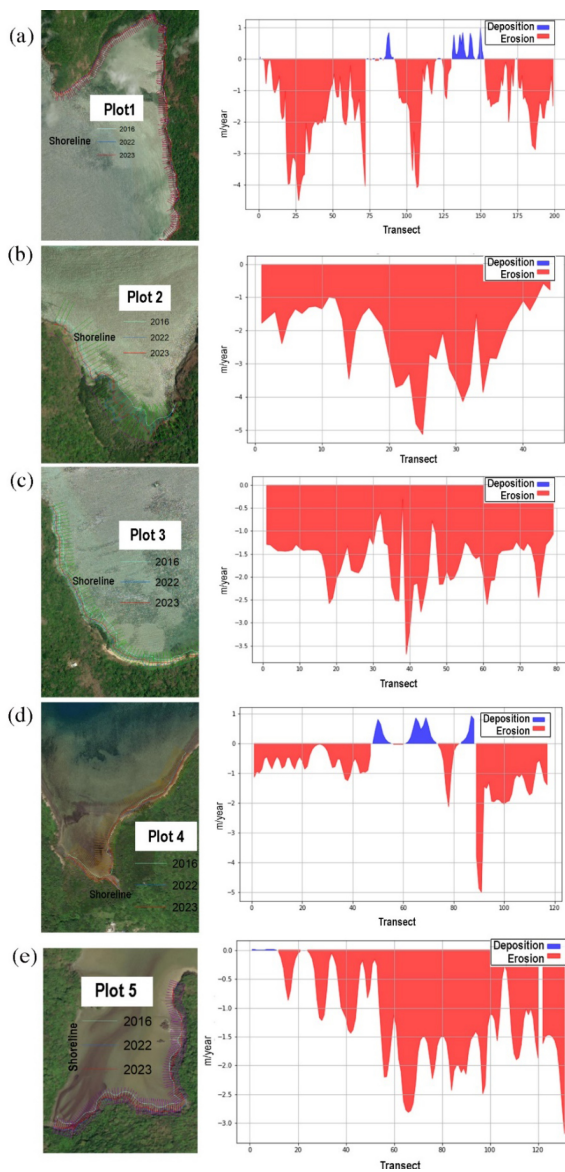 (a)
Plot1
2016
Shoreline
2022
2023
Deposition
Erosion
m/year
1
0
−1
−2
−3
−4
0
25
50
75
100
125
150
175
200
Transect
(b)
Plot 2
2016
Shoreline
2022
2023
Deposition
Erosion
m/year
0
−1
−2
−3
−4
−5
0
10
20
30
40
Transect
(c)
Plot 3
2016
Shoreline
2022
2023
Deposition
Erosion
m/year
0.0
−0.5
−1.0
−1.5
−2.0
−2.5
−3.0
−3.5
0
10
20
30
40
50
60
70
80
Transect
(d)
Plot 4
2016
2022
Shoreline
2023
Deposition
Erosion
m/year
1
0
−1
−2
−3
−4
−5
0
20
40
60
80
100
120
Transect
(e)
Plot 5
2016
Shoreline
2022
2023
Deposition
Erosion
m/year
0.0
−0.5
−1.0
−1.5
−2.0
−2.5
−3.0
0
20
40
60
80
100
120
Transect